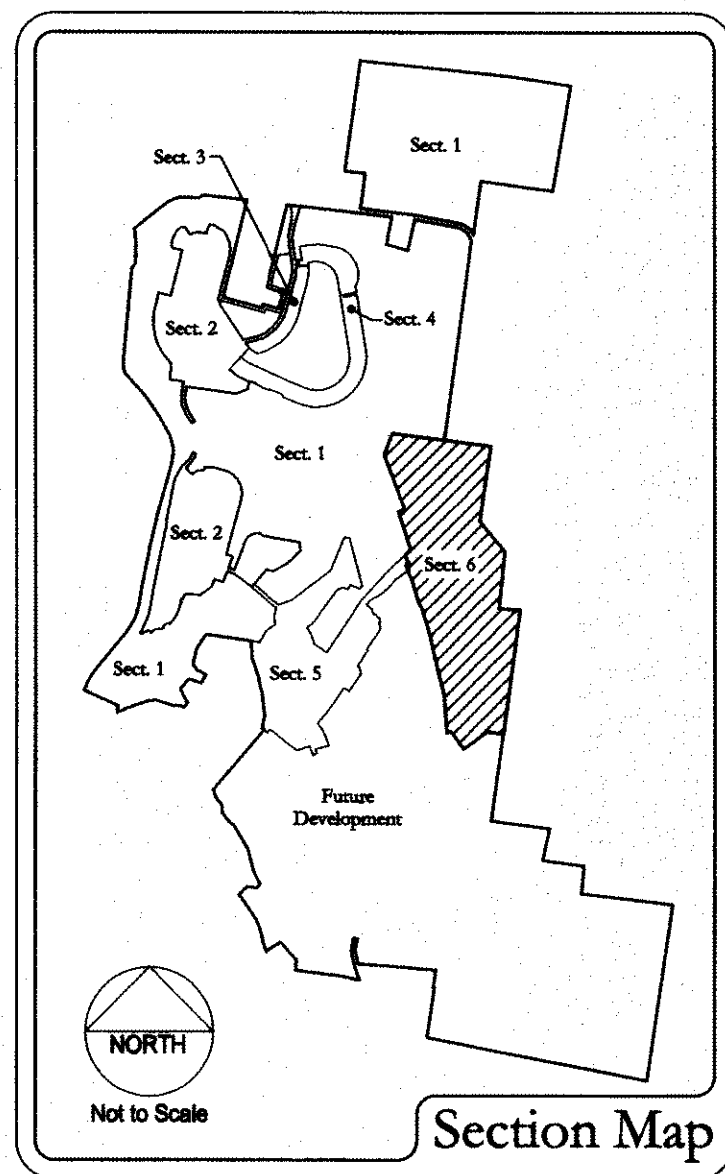 Sect. 1
Sect. 3
Sect. 4
Sect. 2
Sect. 1
Sect. 2
Sect. 6
Sect. 1
Sect. 5
Future
Development
NORTH
Not to Scale
Section Map